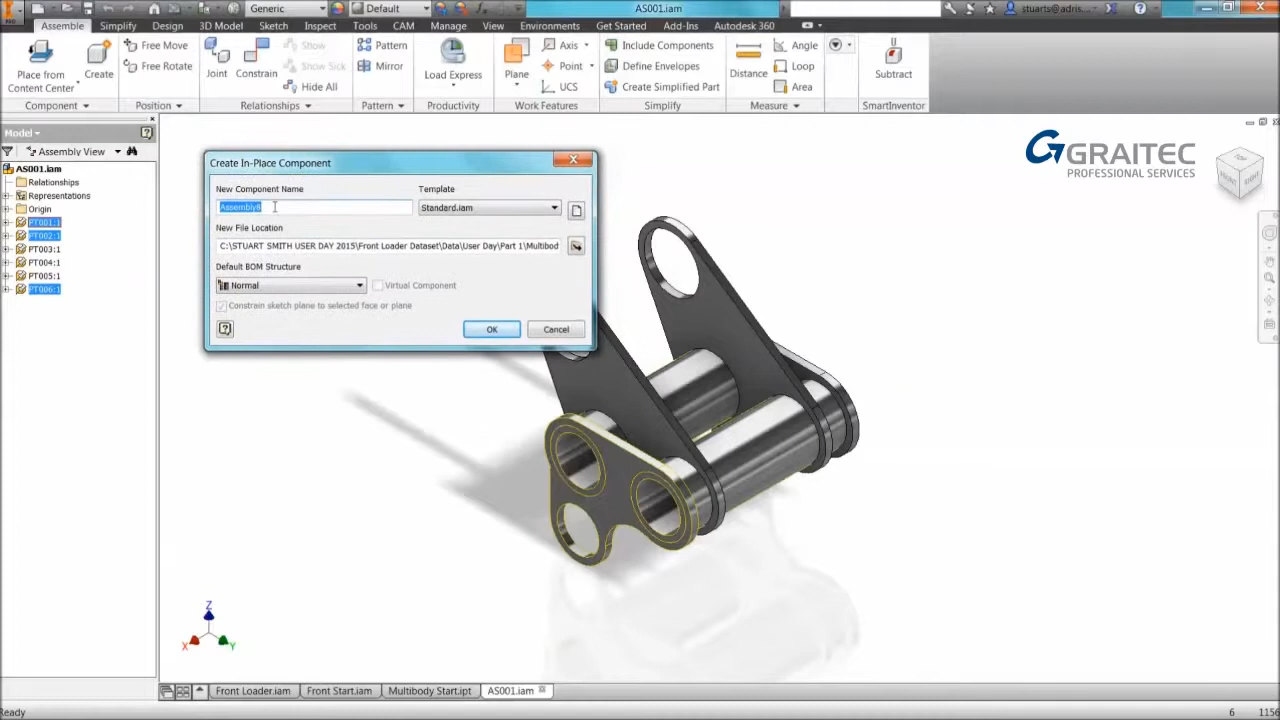 Generic
Default
AS001.iam
stuarts@adris...
Assemble Simplify Design 3D Model Sketch Inspect Tools CAM Manage View Environments Get Started Add-Ins Autodesk 360
Place from
Content Center
Create
Free Move
Free Rotate
Joint
Constrain
Show
Show Sick
Hide All
Pattern
Mirror
Load Express
Plane
Axis
Point
UCS
Include Components
Define Envelopes
Create Simplified Part
Distance
Angle
Loop
Area
Subtract
Component Position Relationships Pattern Productivity Work Features Simplify Measure SmartInventor
Model
Assembly View
AS001.iam
Relationships
Representations
Origin
PT001:1
PT002:1
PT003:1
PT004:1
PT005:1
PT006:1
Create In-Place Component
New Component Name
Template
Assembly8
Standard.iam
New File Location
C:\STUART SMITH USER DAY 2015\Front Loader Dataset\Data\User Day\Part 1\Multibod
Default BOM Structure
Normal
Virtual Component
Constrain sketch plane to selected face or plane
OK
Cancel
GRAITEC
PROFESSIONAL SERVICES
Z
X
Y
Front Loader.iam Front Start.iam Multibody Start.ipt AS001.iam
Ready
6 1156